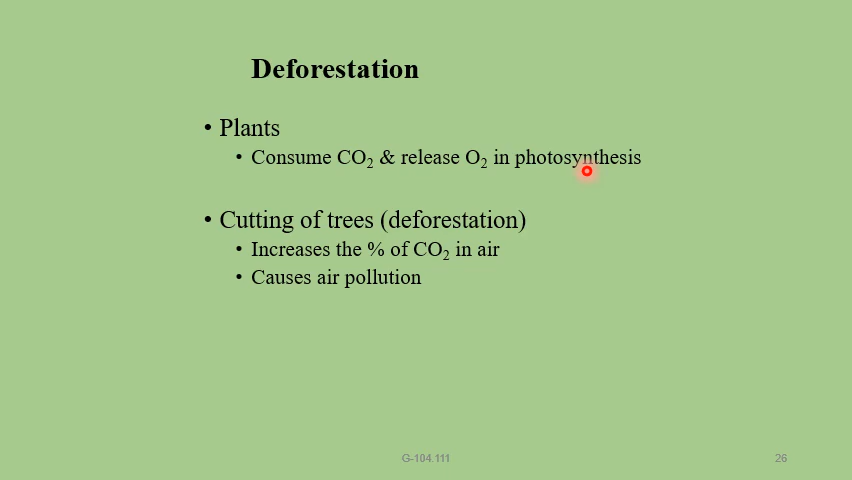 Deforestation
• Plants
• Consume CO₂ & release O₂ in photosynthesis
• Cutting of trees (deforestation)
• Increases the % of CO₂ in air
• Causes air pollution
G-104.111
26